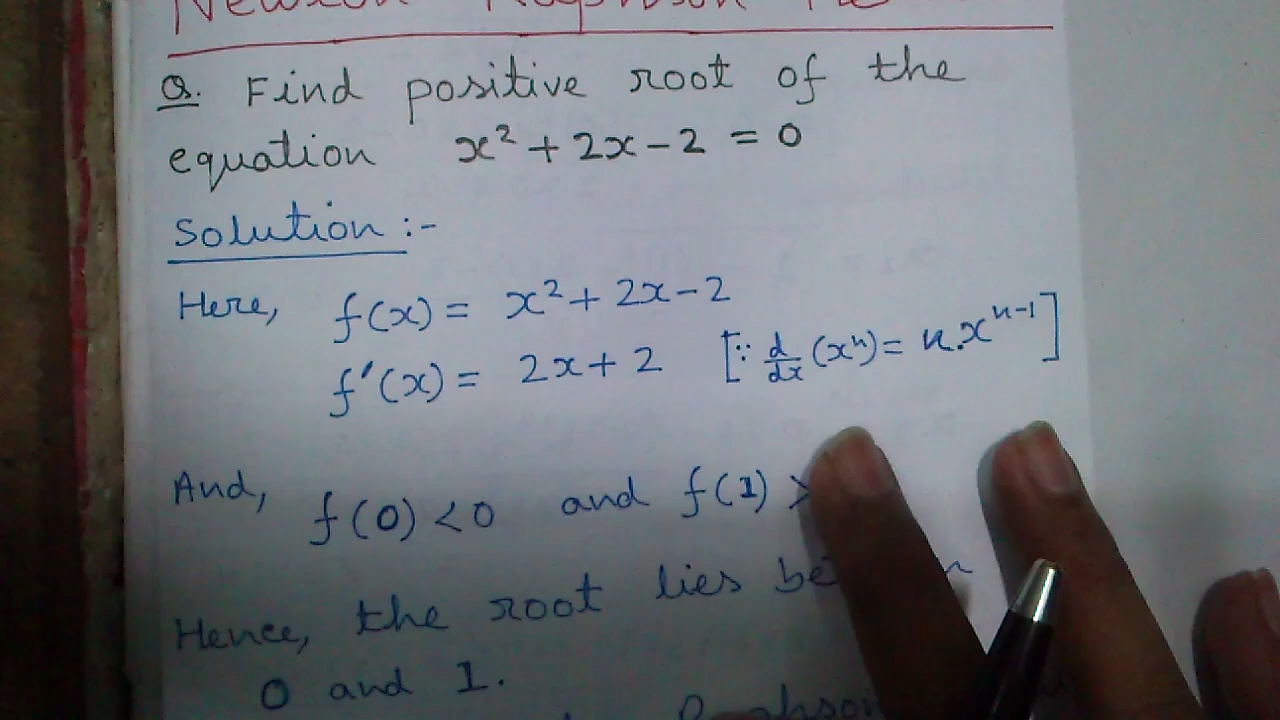 Q. Find positive root of the
equation x² + 2x - 2 = 0
Solution :-
Here, f(x) = x² + 2x - 2
f'(x) = 2x + 2 [∵ d/dx (xⁿ) = n.xⁿ⁻¹]
And, f(0) < 0 and f(1) >
Hence, the root lies
0 and 1.